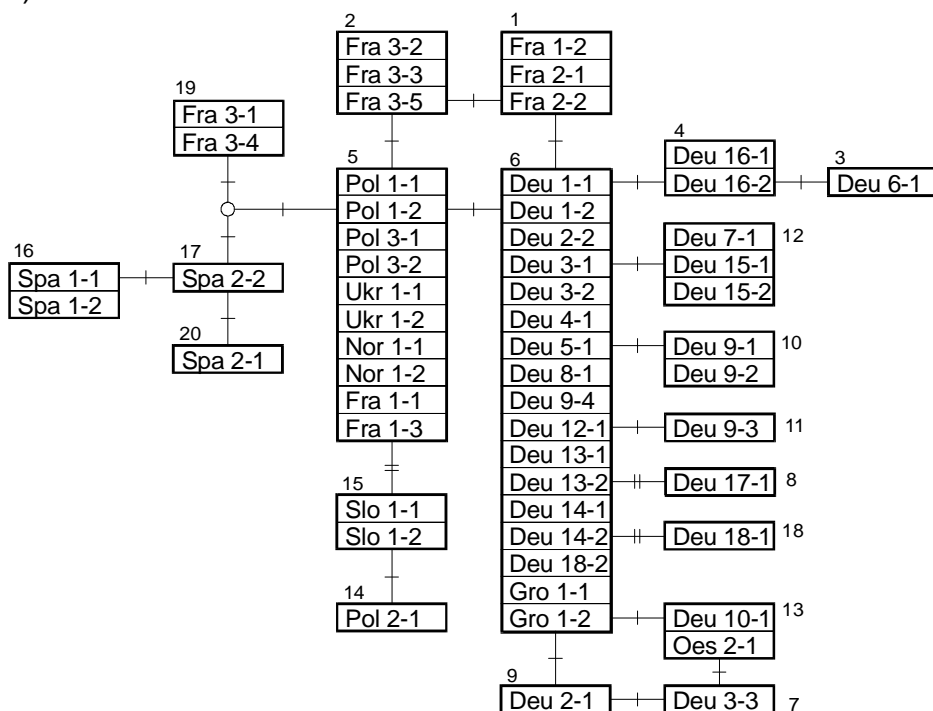 2
Fra 3-2
Fra 3-3
Fra 3-5
1
Fra 1-2
Fra 2-1
Fra 2-2
19
Fra 3-1
Fra 3-4
4
Deu 16-1
Deu 16-2
3
Deu 6-1
5
Pol 1-1
Pol 1-2
Pol 3-1
Pol 3-2
Ukr 1-1
Ukr 1-2
Nor 1-1
Nor 1-2
Fra 1-1
Fra 1-3
6
Deu 1-1
Deu 1-2
Deu 2-2
Deu 3-1
Deu 3-2
Deu 4-1
Deu 5-1
Deu 8-1
Deu 9-4
Deu 12-1
Deu 13-1
Deu 13-2
Deu 14-1
Deu 14-2
Deu 18-2
Gro 1-1
Gro 1-2
Deu 7-1
Deu 15-1
Deu 15-2
12
16
Spa 1-1
Spa 1-2
17
Spa 2-2
20
Spa 2-1
Deu 9-1
Deu 9-2
10
Deu 9-3
11
Deu 17-1
8
Deu 18-1
18
15
Slo 1-1
Slo 1-2
14
Pol 2-1
Deu 10-1
Oes 2-1
13
9
Deu 2-1
Deu 3-3
7